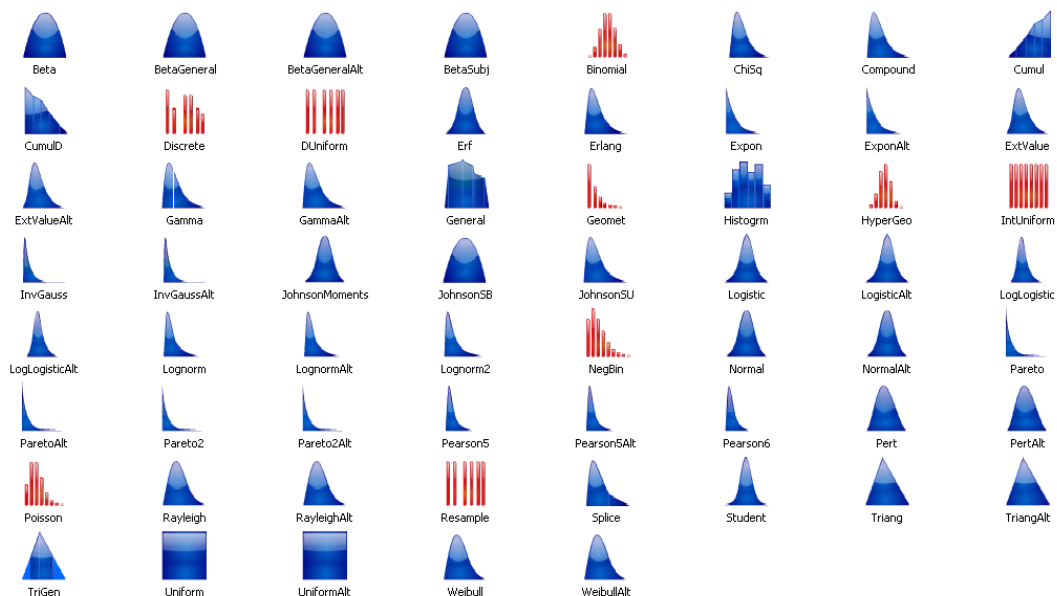 Beta BetaGeneral BetaGeneralAlt BetaSubj Binomial ChiSq Compound Cumul
CumulD Discrete DUniform Erf Erlang Expon ExponAlt ExtValue
ExtValueAlt Gamma GammaAlt General Geomet Histogrm HyperGeo IntUniform
InvGauss InvGaussAlt JohnsonMoments JohnsonSB JohnsonSU Logistic LogisticAlt LogLogistic
LogLogisticAlt Lognorm LognormAlt Lognorm2 NegBin Normal NormalAlt Pareto
ParetoAlt Pareto2 Pareto2Alt Pearson5 Pearson5Alt Pearson6 Pert PertAlt
Poisson Rayleigh RayleighAlt Resample Splice Student Triang TriangAlt
TriGen Uniform UniformAlt Weibull WeibullAlt